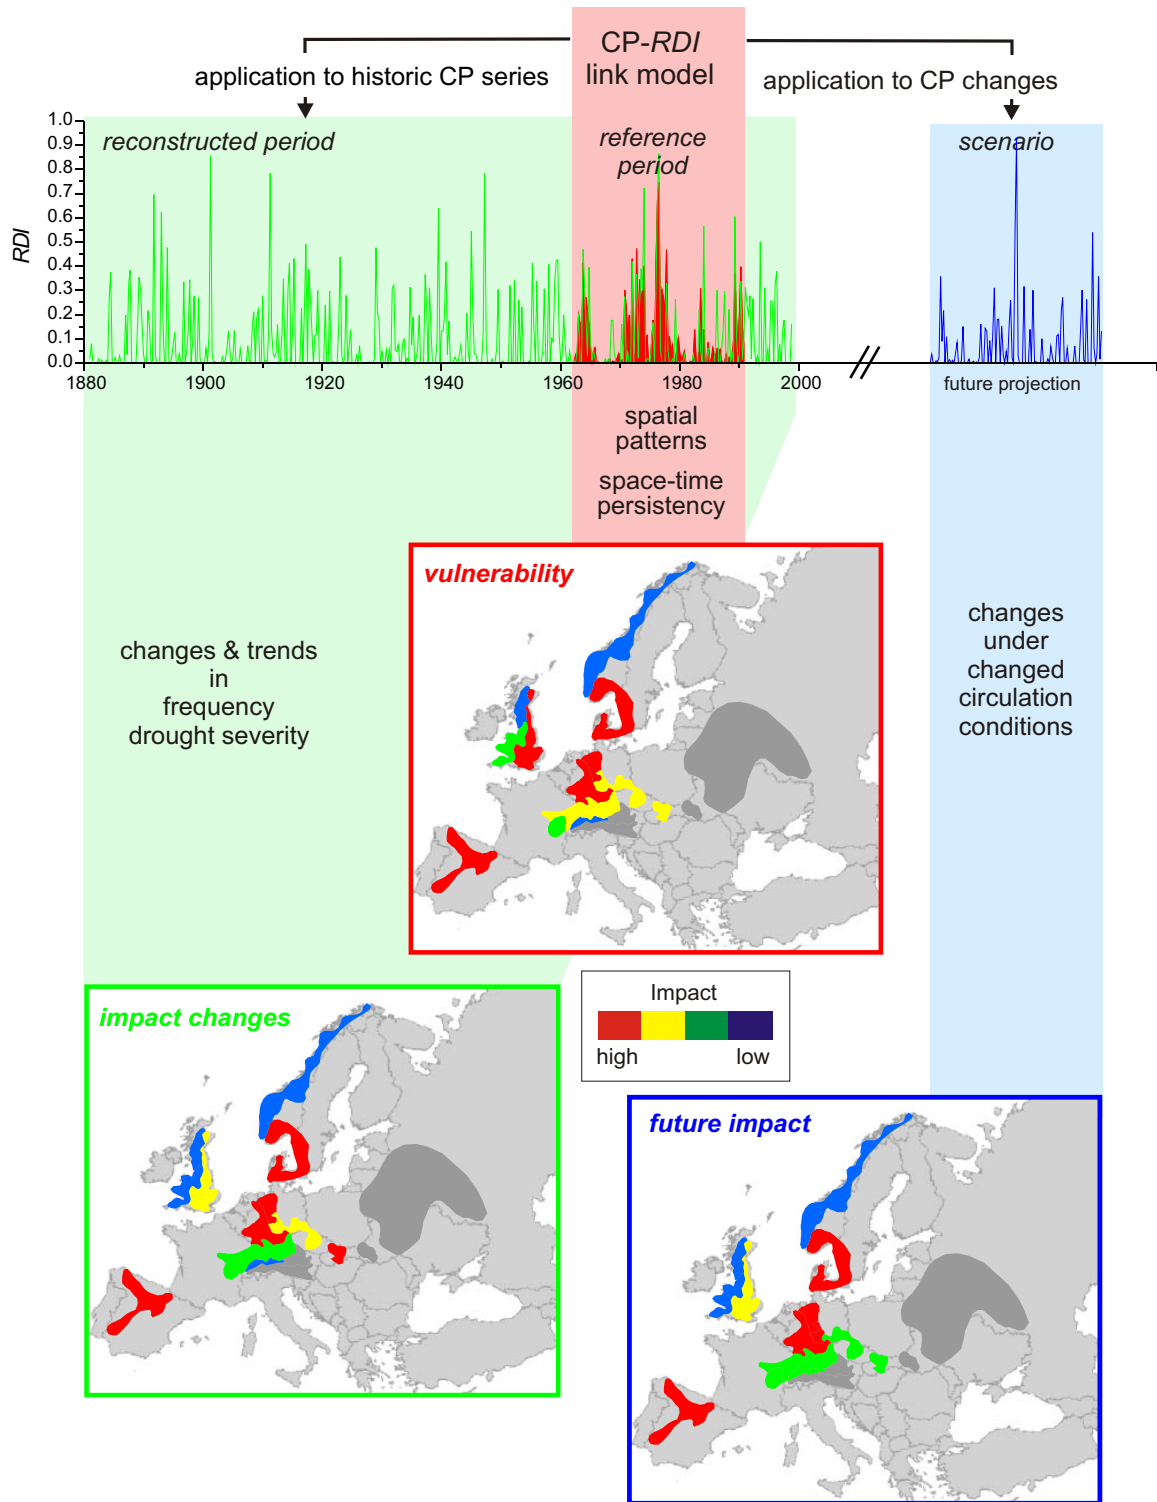 CP-RDI
link model
application to historic CP series
application to CP changes
reconstructed period
reference
period
scenario
RDI
1.0
0.9
0.8
0.7
0.6
0.5
0.4
0.3
0.2
0.1
0.0
1880
1900
1920
1940
1960
1980
2000
future projection
spatial
patterns
space-time
persistency
vulnerability
changes & trends
in
frequency
drought severity
changes
under
changed
circulation
conditions
Impact
high
low
impact changes
future impact